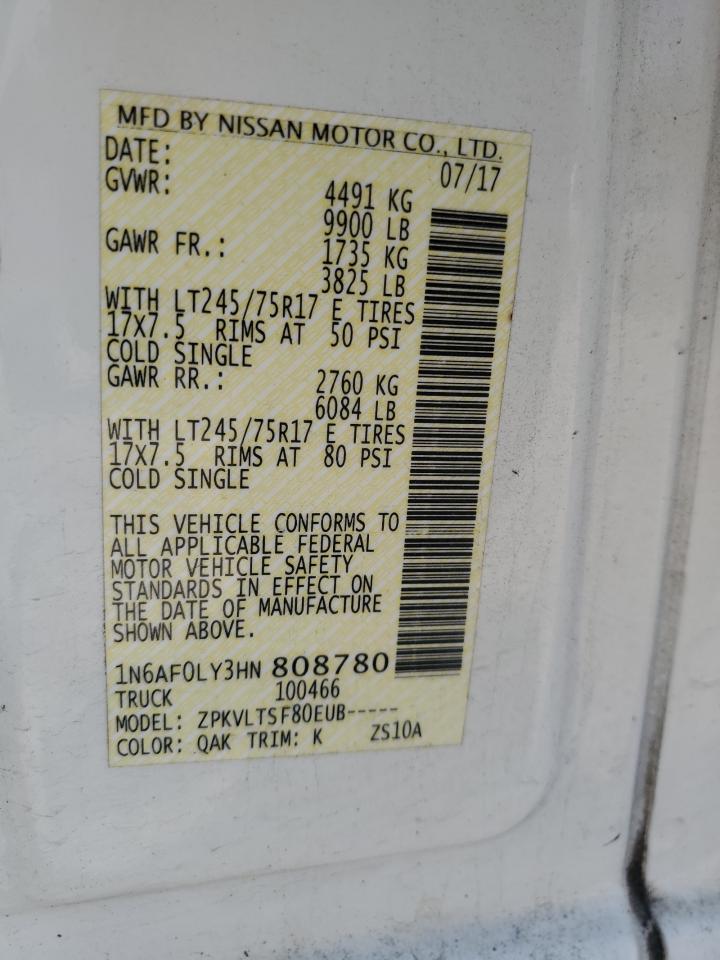 MFD BY NISSAN MOTOR CO., LTD.
DATE: 07/17
GVWR: 4491 KG
9900 LB
GAWR FR.: 1735 KG
3825 LB
WITH LT245/75R17 E TIRES
17X7.5 RIMS AT 50 PSI
COLD SINGLE
GAWR RR.: 2760 KG
6084 LB
WITH LT245/75R17 E TIRES
17X7.5 RIMS AT 80 PSI
COLD SINGLE
THIS VEHICLE CONFORMS TO
ALL APPLICABLE FEDERAL
MOTOR VEHICLE SAFETY
STANDARDS IN EFFECT ON
THE DATE OF MANUFACTURE
SHOWN ABOVE.
1N6AF0LY3HN 808780
TRUCK 100466
MODEL: ZPKVLTSF80EUB-----
COLOR: QAK TRIM: K ZS10A